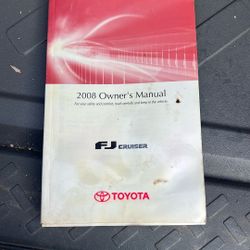 2008 Owner's Manual
For your safety and comfort, read carefully and keep in the vehicle.
FJ CRUISER
TOYOTA